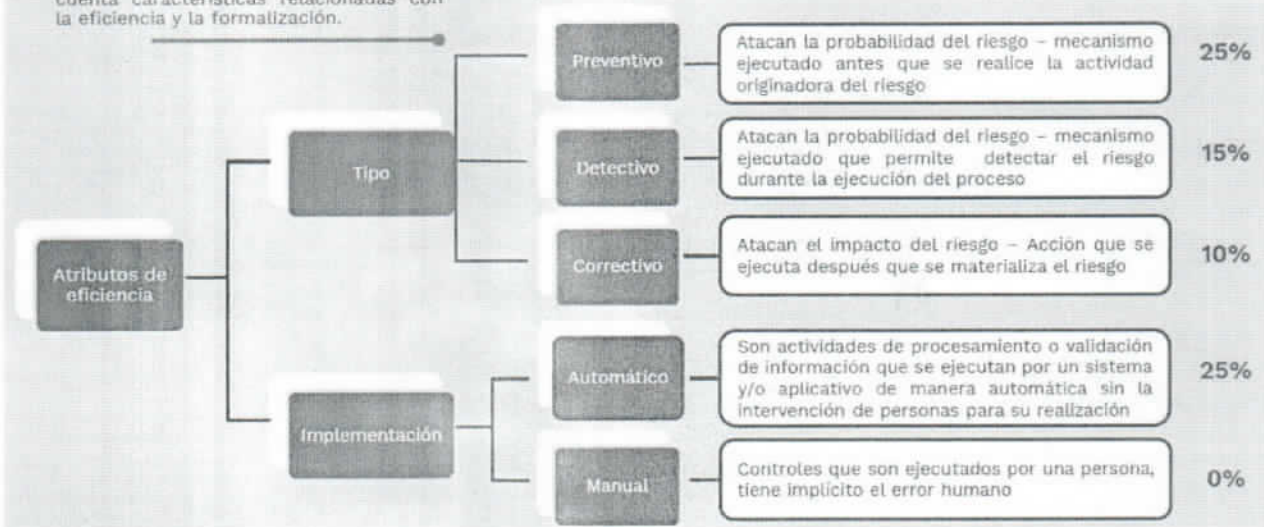 cuenta características relacionadas con
la eficiencia y la formalización.
Atributos de
eficiencia
Tipo
Preventivo
Atacan la probabilidad del riesgo – mecanismo
ejecutado antes que se realice la actividad
originadora del riesgo
25%
Detectivo
Atacan la probabilidad del riesgo – mecanismo
ejecutado que permite detectar el riesgo
durante la ejecución del proceso
15%
Correctivo
Atacan el impacto del riesgo – Acción que se
ejecuta después que se materializa el riesgo
10%
Implementación
Automático
Son actividades de procesamiento o validación
de información que se ejecutan por un sistema
y/o aplicativo de manera automática sin la
intervención de personas para su realización
25%
Manual
Controles que son ejecutados por una persona,
tiene implícito el error humano
0%